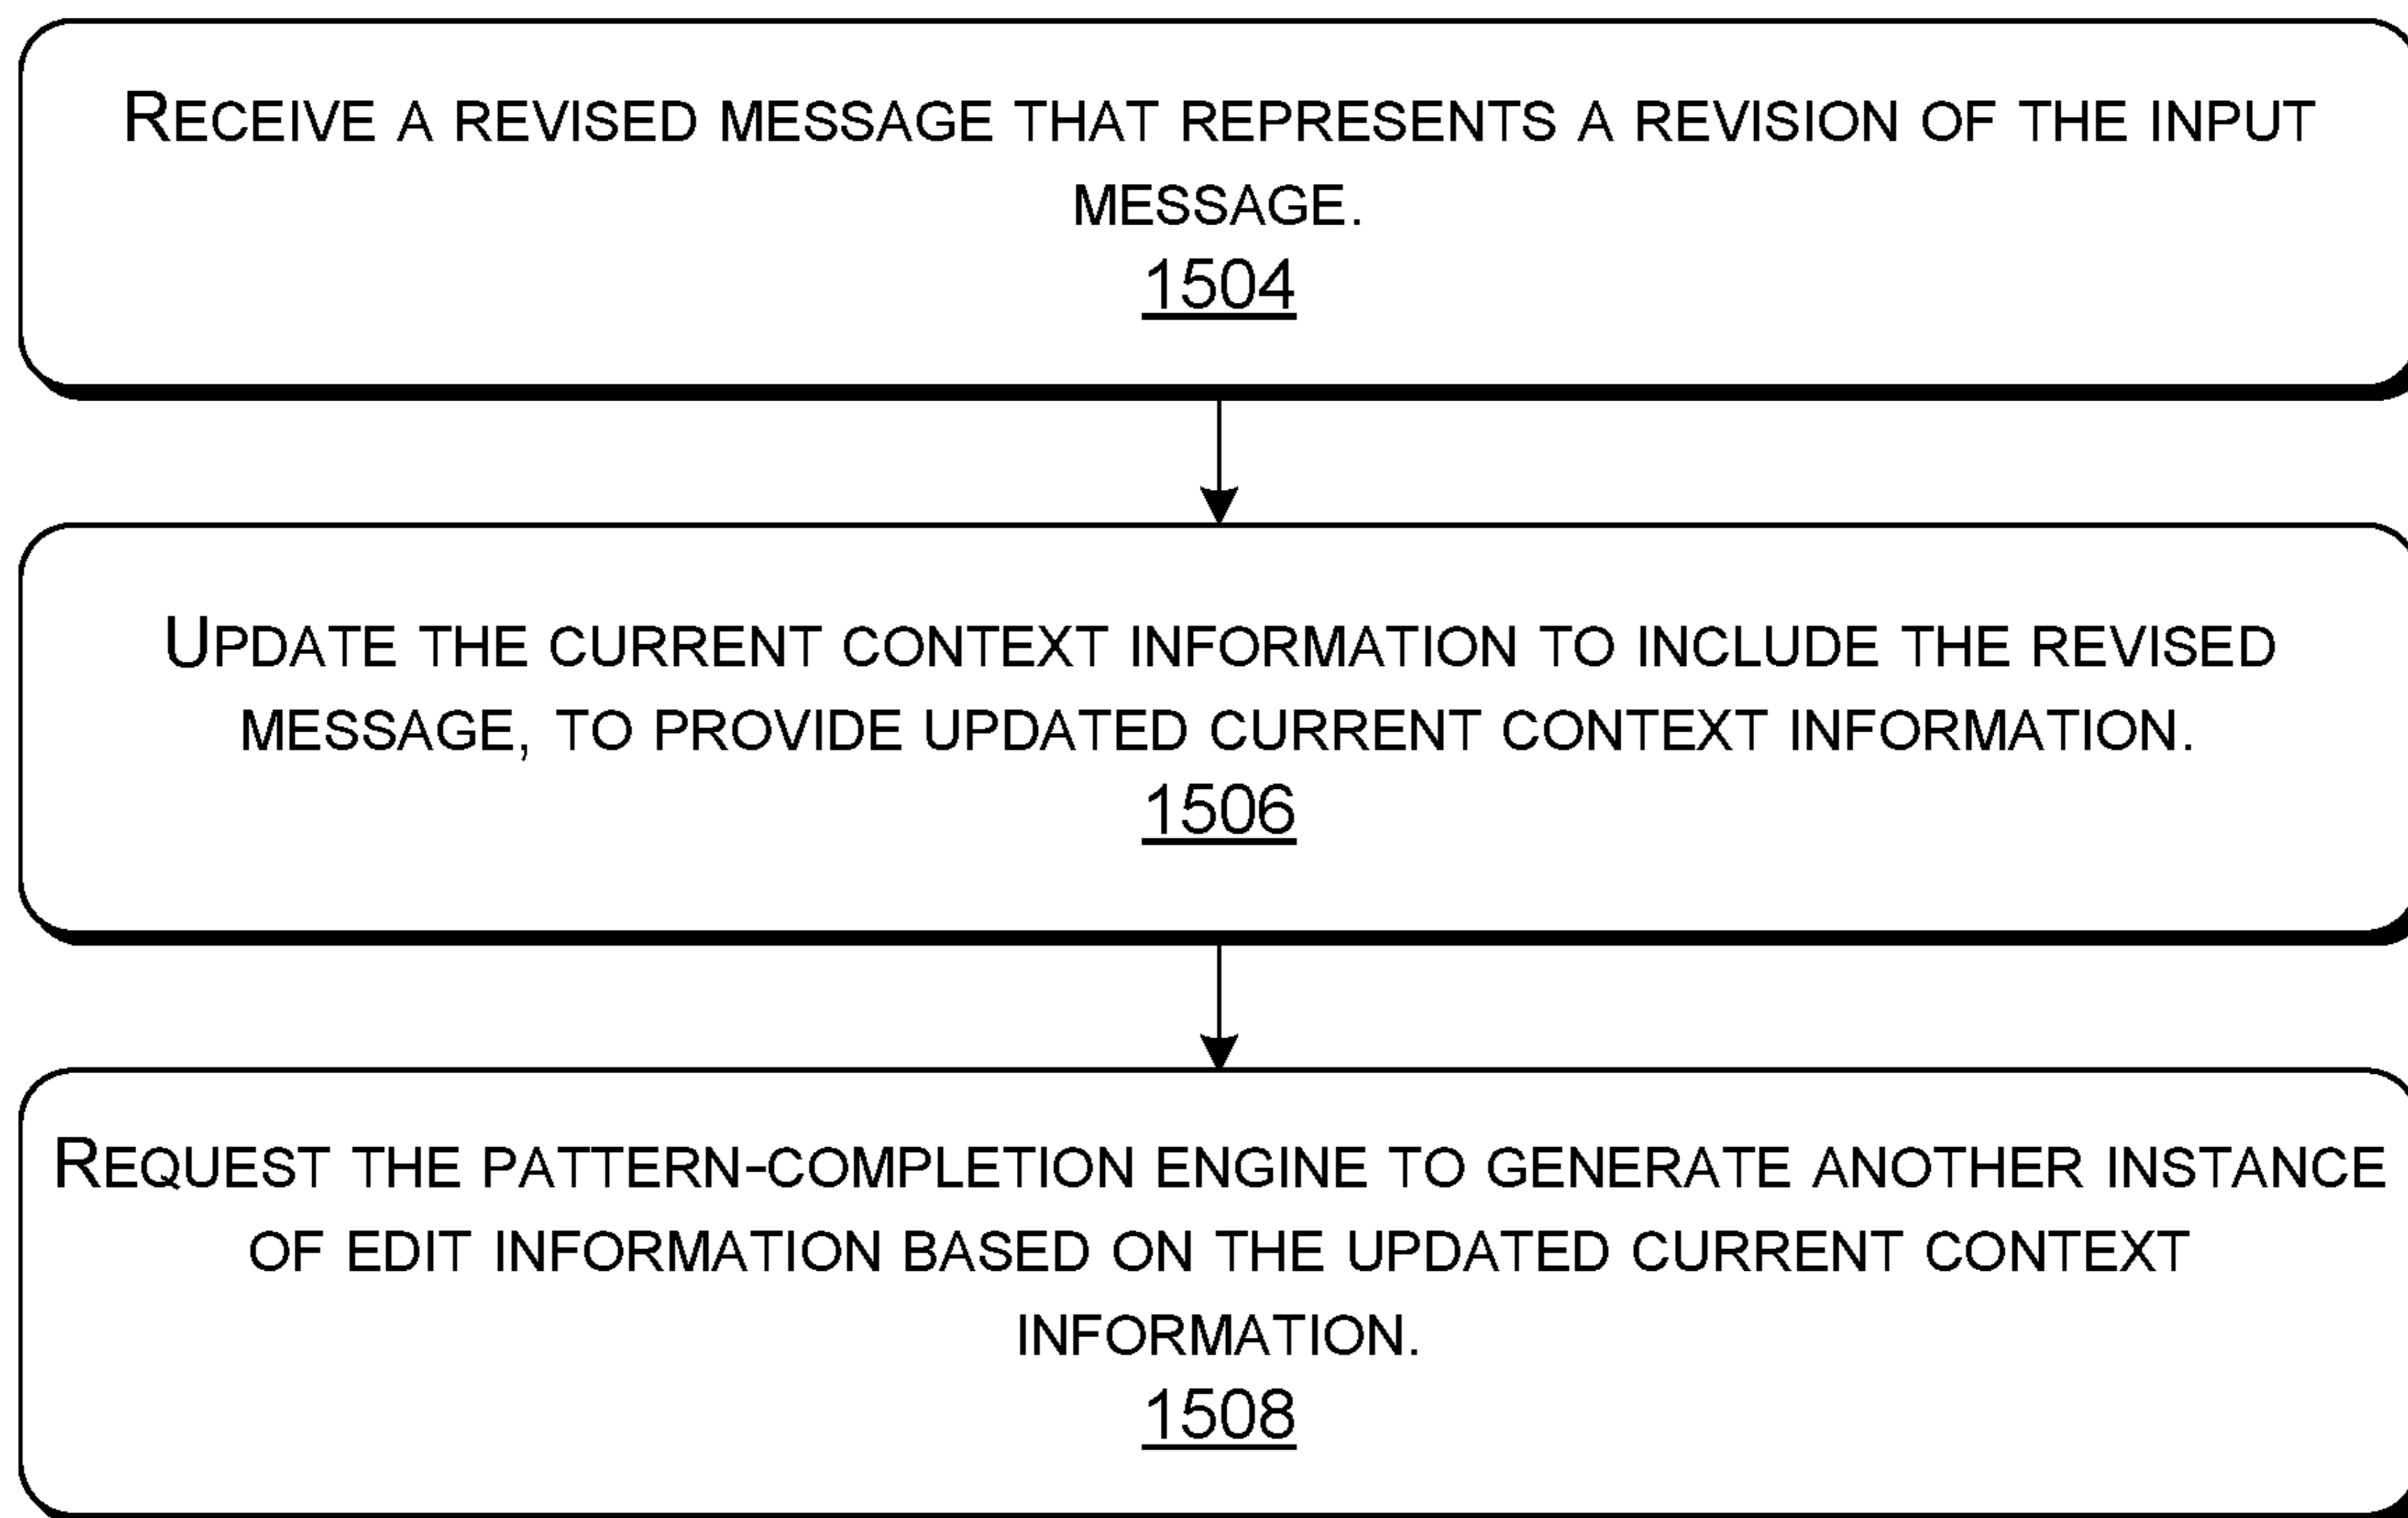 RECEIVE A REVISED MESSAGE THAT REPRESENTS A REVISION OF THE INPUT
MESSAGE.
1504
UPDATE THE CURRENT CONTEXT INFORMATION TO INCLUDE THE REVISED
MESSAGE, TO PROVIDE UPDATED CURRENT CONTEXT INFORMATION.
1506
REQUEST THE PATTERN-COMPLETION ENGINE TO GENERATE ANOTHER INSTANCE
OF EDIT INFORMATION BASED ON THE UPDATED CURRENT CONTEXT
INFORMATION.
1508